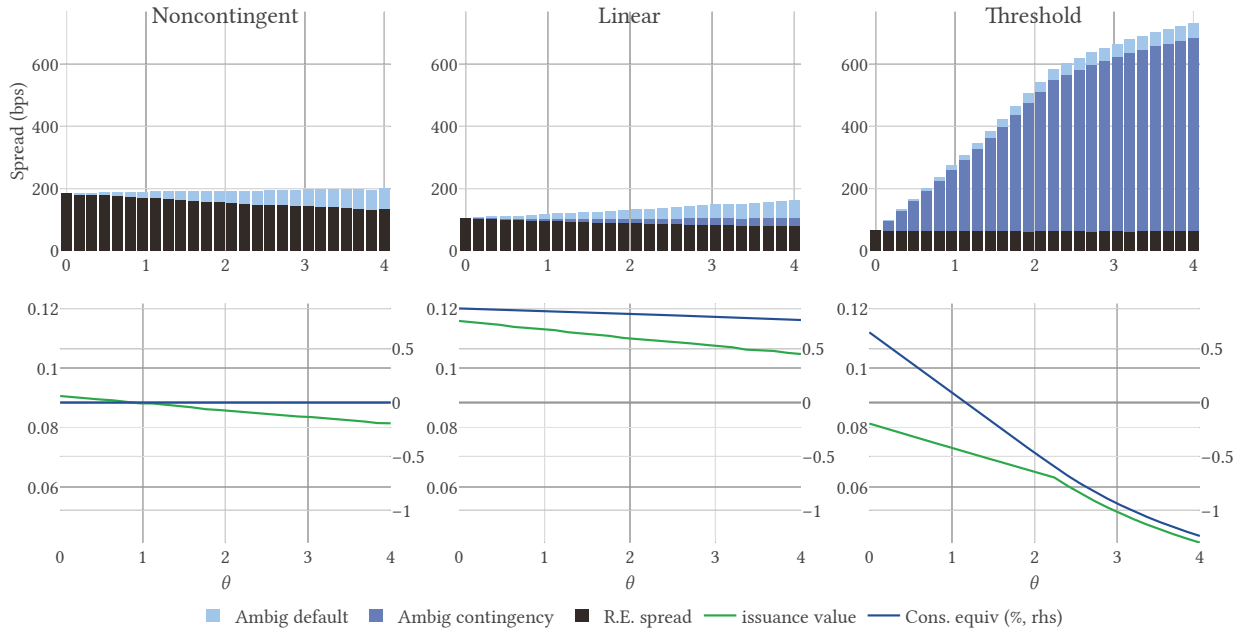 Noncontingent Linear Threshold
Spread (bps)
600 600 600
400 400 400
200 200 200
0 0 0
0 1 2 3 4 0 1 2 3 4 0 1 2 3 4
0.12 0.12 0.12
0.5 0.5 0.5
0.1 0.1 0.1
0 0 0
0.08 0.08 0.08
−0.5 −0.5 −0.5
0.06 0.06 0.06
−1 −1 −1
0 1 2 3 4 0 1 2 3 4 0 1 2 3 4
θ θ θ
Ambig default Ambig contingency R.E. spread issuance value Cons. equiv (%, rhs)